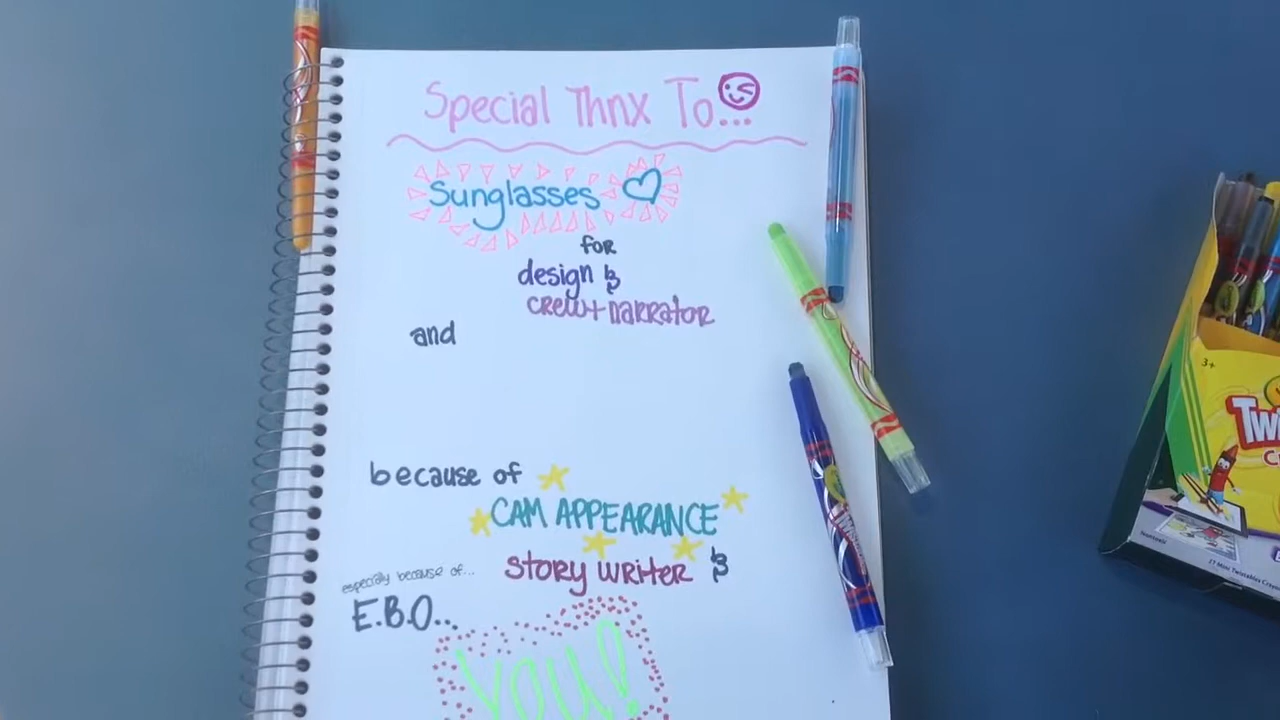 Special Thnx To...
Sunglasses
for
design &
crew + narrator
and
because of
CAM APPEARANCE
story writer &
especially because of...
E.B.O...
you!
3+